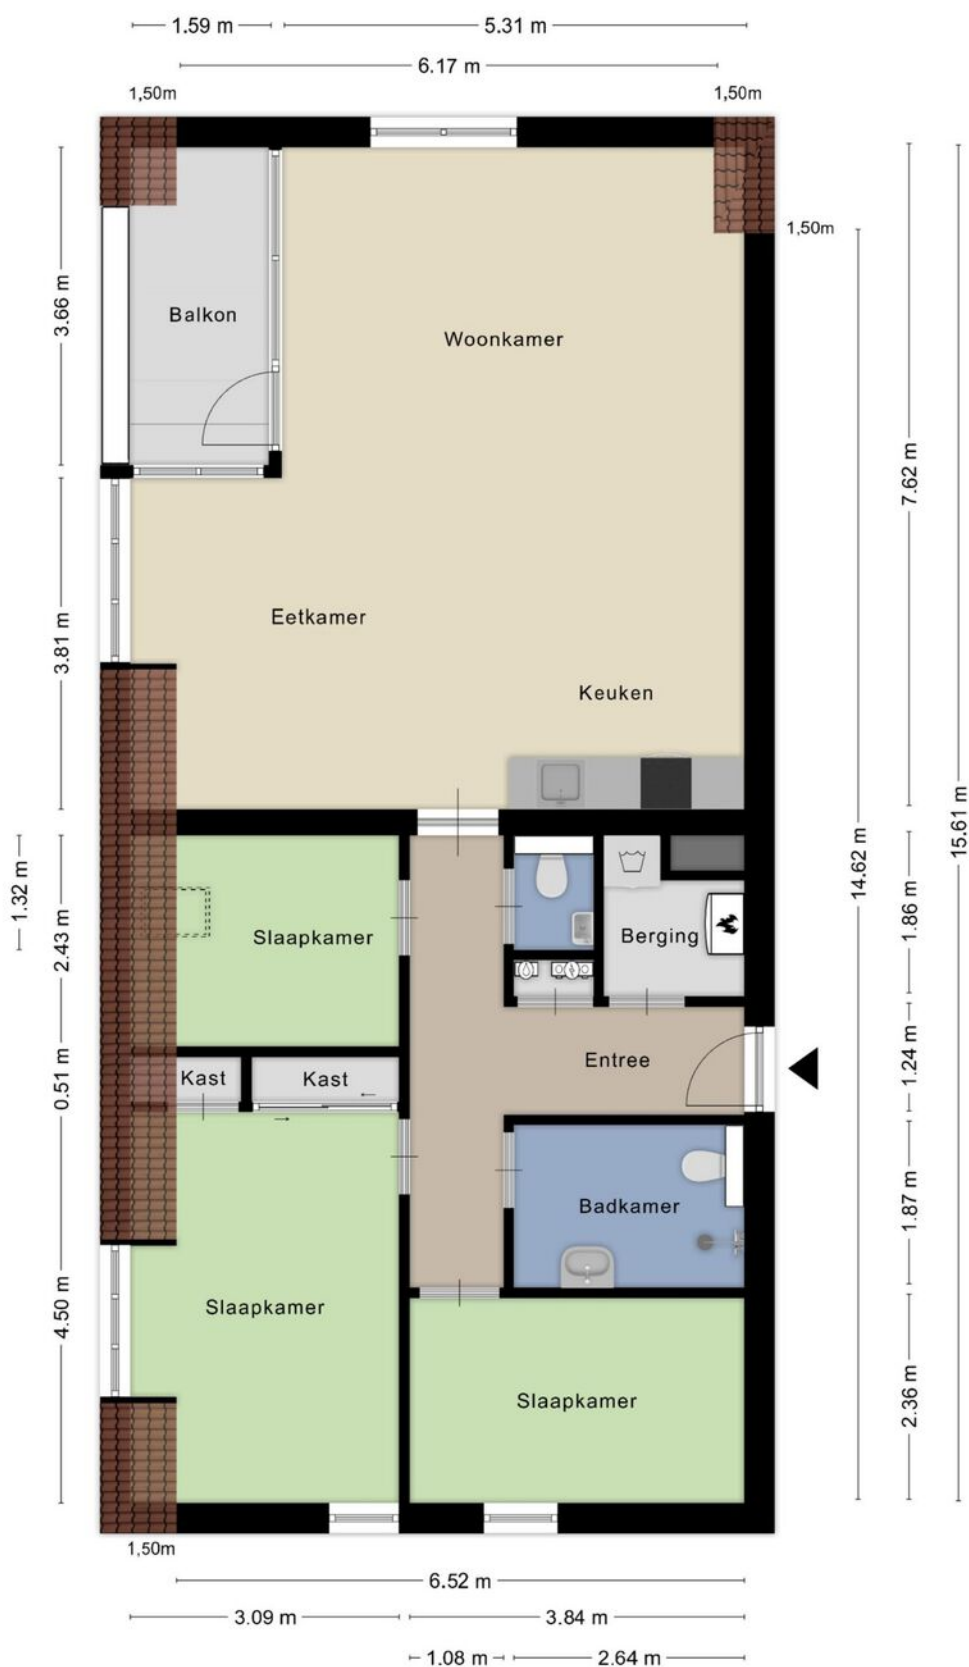 1.59 m
5.31 m
6.17 m
1,50m
1,50m
1,50m
3.66 m
Balkon
Woonkamer
7.62 m
3.81 m
Eetkamer
Keuken
15.61 m
14.62 m
1.32 m
2.43 m
Slaapkamer
Berging
1.86 m
0.51 m
Kast
Kast
Entree
1.24 m
Badkamer
1.87 m
4.50 m
Slaapkamer
Slaapkamer
2.36 m
1,50m
6.52 m
3.09 m
3.84 m
1.08 m
2.64 m